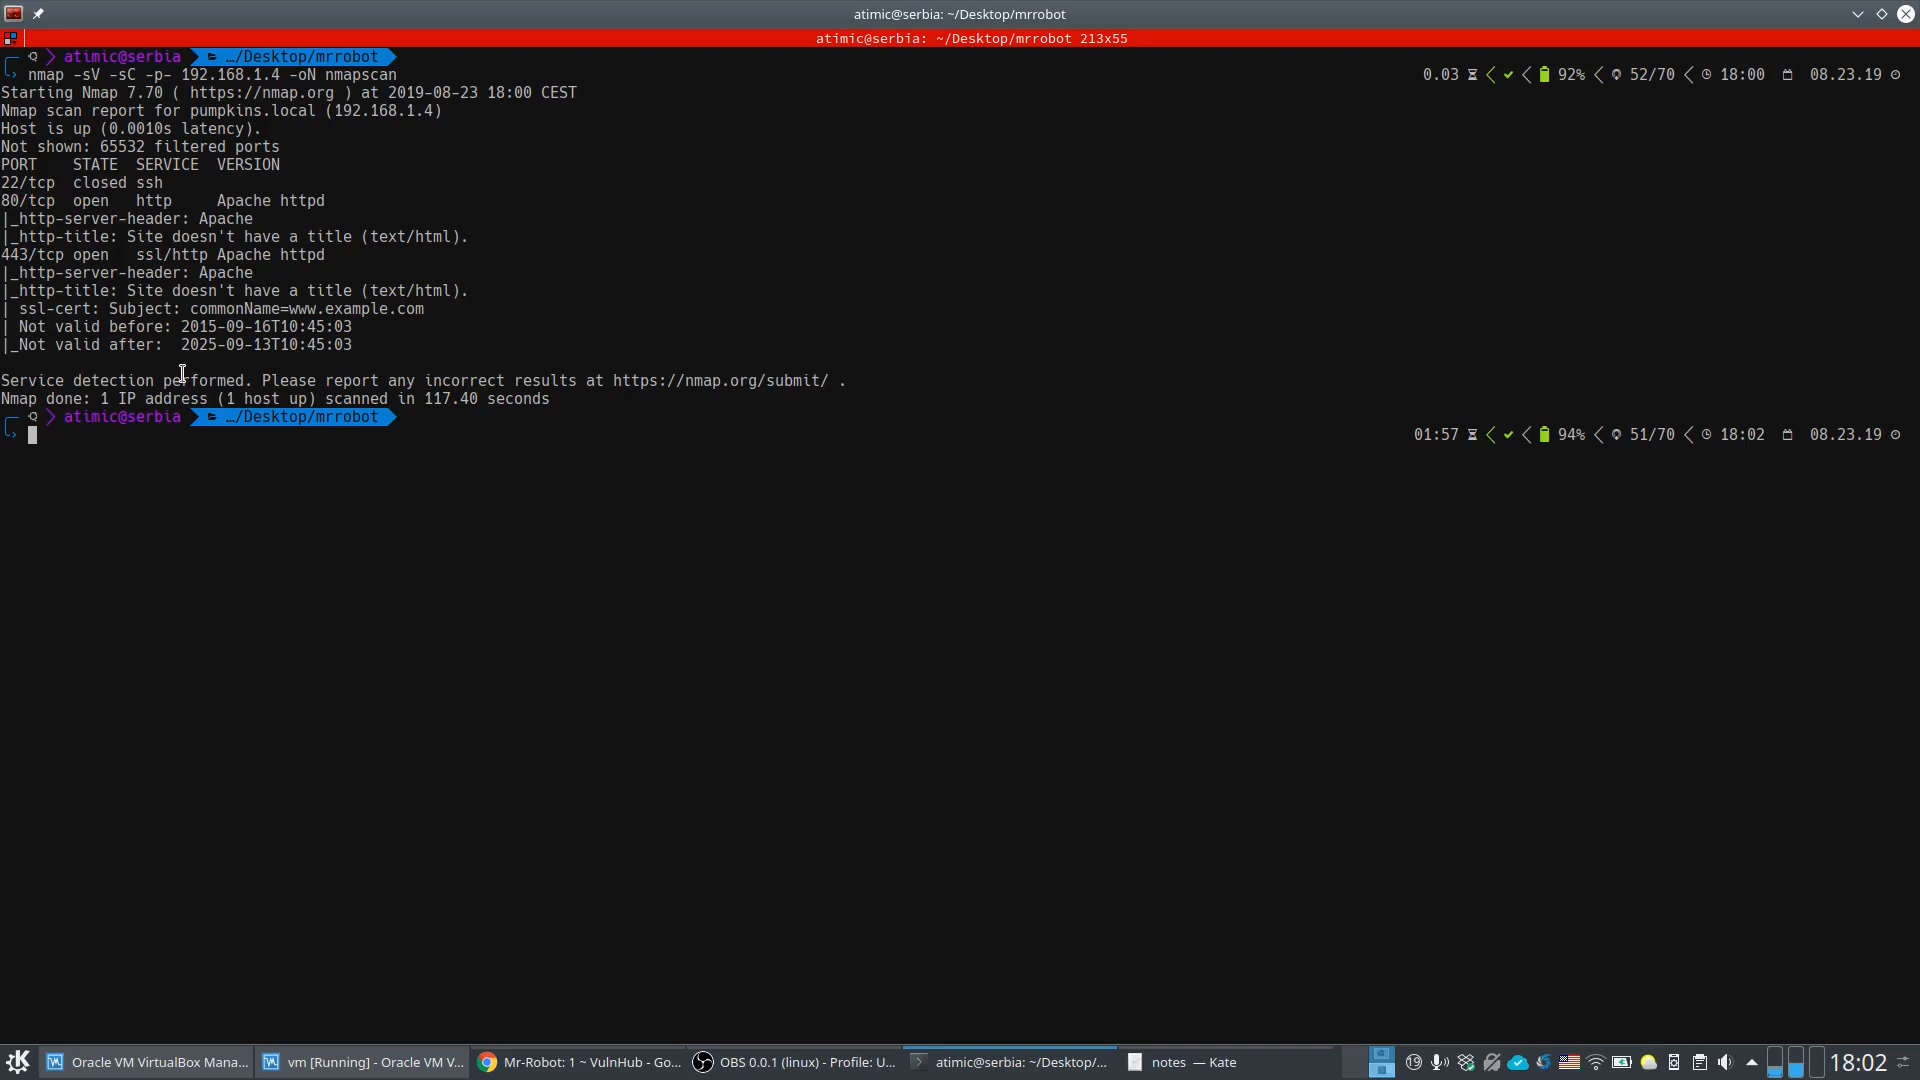 atimic@serbia: ~/Desktop/mrrobot
atimic@serbia: ~/Desktop/mrrobot 213x55
atimic@serbia …/Desktop/mrrobot
nmap -sV -sC -p- 192.168.1.4 -oN nmapscan 0.03 92% 52/70 18:00 08.23.19
Starting Nmap 7.70 ( https://nmap.org ) at 2019-08-23 18:00 CEST
Nmap scan report for pumpkins.local (192.168.1.4)
Host is up (0.0010s latency).
Not shown: 65532 filtered ports
PORT    STATE  SERVICE  VERSION
22/tcp  closed ssh
80/tcp  open   http     Apache httpd
|_http-server-header: Apache
|_http-title: Site doesn't have a title (text/html).
443/tcp open   ssl/http Apache httpd
|_http-server-header: Apache
|_http-title: Site doesn't have a title (text/html).
| ssl-cert: Subject: commonName=www.example.com
| Not valid before: 2015-09-16T10:45:03
|_Not valid after:  2025-09-13T10:45:03
Service detection performed. Please report any incorrect results at https://nmap.org/submit/ .
Nmap done: 1 IP address (1 host up) scanned in 117.40 seconds
atimic@serbia …/Desktop/mrrobot
01:57 94% 51/70 18:02 08.23.19
Oracle VM VirtualBox Mana... vm [Running] - Oracle VM V... Mr-Robot: 1 ~ VulnHub - Go... OBS 0.0.1 (linux) - Profile: U... atimic@serbia: ~/Desktop/... notes — Kate 19 18:02